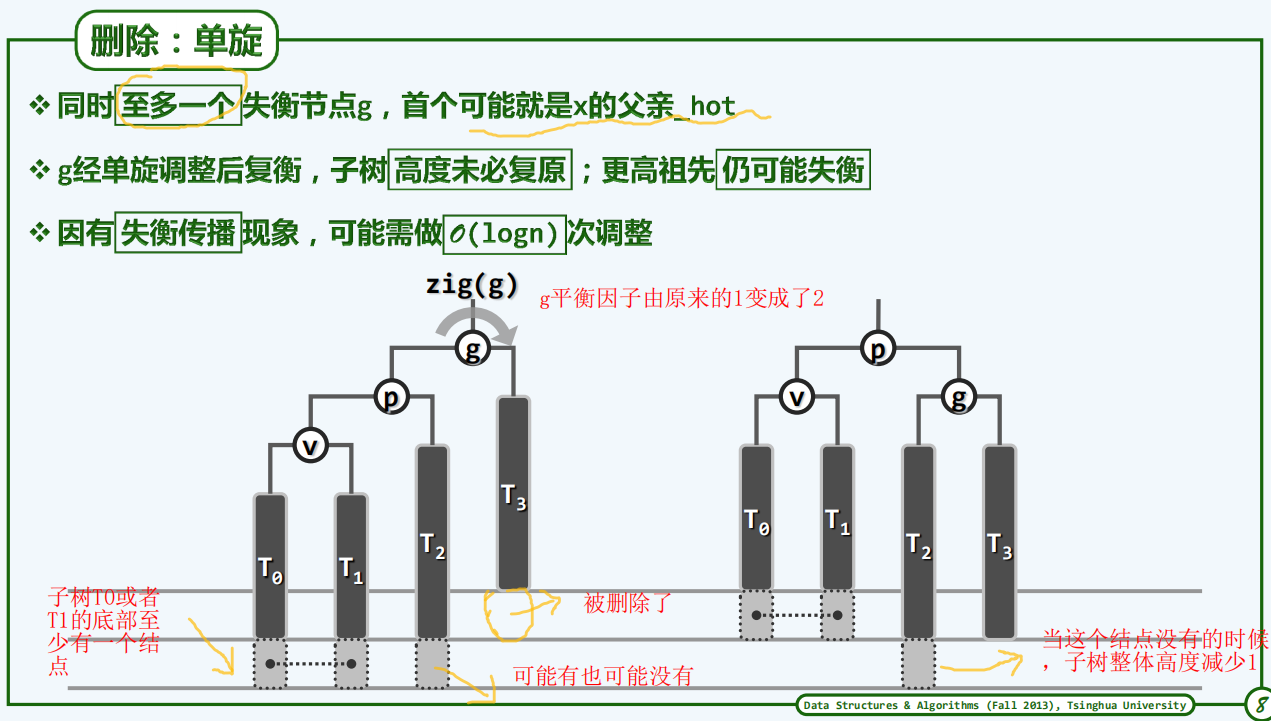 删除：单旋
❖ 同时至多一个失衡节点g，首个可能就是x的父亲_hot
❖ g经单旋调整后复衡，子树高度未必复原；更高祖先仍可能失衡
❖ 因有失衡传播现象，可能需做O(logn)次调整
zig(g)
g平衡因子由原来的1变成了2
g
p
p
v
g
v
T3
T0
T1
T2
T3
T2
T0
T1
子树T0或者
T1的底部至
少有一个结
点
被删除了
可能有也可能没有
当这个结点没有的时候
，子树整体高度减少1
Data Structures & Algorithms (Fall 2013), Tsinghua University
8